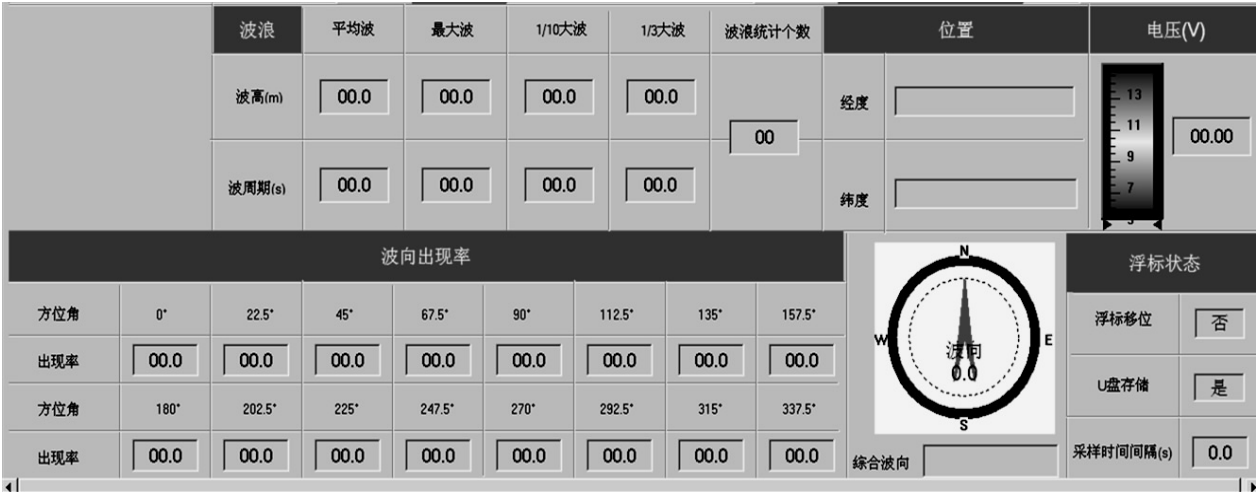 波浪 平均波 最大波 1/10大波 1/3大波 波浪统计个数 位置 电压(V)
波高(m) 00.0 00.0 00.0 00.0 经度 13
00 11 00.00
9
波周期(s) 00.0 00.0 00.0 00.0 纬度 7
波向出现率 N 浮标状态
方位角 0° 22.5° 45° 67.5° 90° 112.5° 135° 157.5° 浮标移位 否
W 波向 E
出现率 00.0 00.0 00.0 00.0 00.0 00.0 00.0 00.0 0.0 U盘存储 是
方位角 180° 202.5° 225° 247.5° 270° 292.5° 315° 337.5° S
出现率 00.0 00.0 00.0 00.0 00.0 00.0 00.0 00.0 综合波向 采样时间间隔(s) 0.0